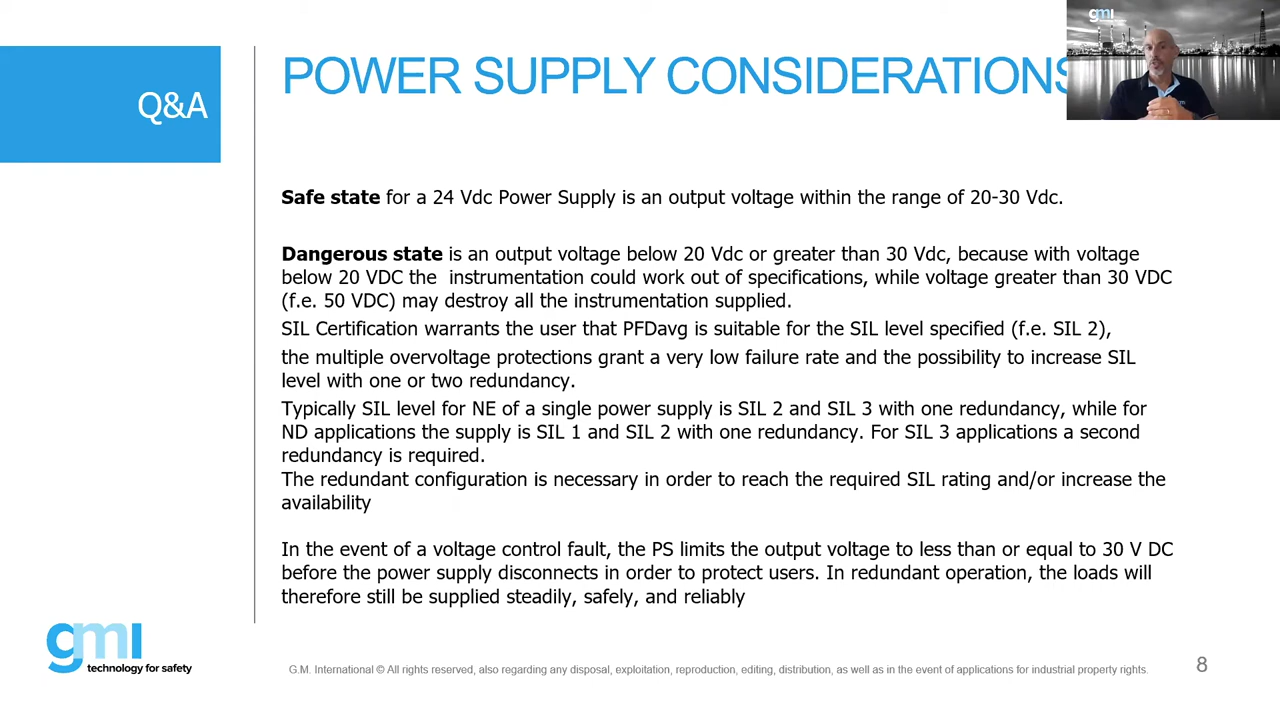 gmi
Q&A
POWER SUPPLY CONSIDERATIONS
Safe state for a 24 Vdc Power Supply is an output voltage within the range of 20-30 Vdc.
Dangerous state is an output voltage below 20 Vdc or greater than 30 Vdc, because with voltage
below 20 VDC the  instrumentation could work out of specifications, while voltage greater than 30 VDC
(f.e. 50 VDC) may destroy all the instrumentation supplied.
SIL Certification warrants the user that PFDavg is suitable for the SIL level specified (f.e. SIL 2),
the multiple overvoltage protections grant a very low failure rate and the possibility to increase SIL
level with one or two redundancy.
Typically SIL level for NE of a single power supply is SIL 2 and SIL 3 with one redundancy, while for
ND applications the supply is SIL 1 and SIL 2 with one redundancy. For SIL 3 applications a second
redundancy is required.
The redundant configuration is necessary in order to reach the required SIL rating and/or increase the
availability
In the event of a voltage control fault, the PS limits the output voltage to less than or equal to 30 V DC
before the power supply disconnects in order to protect users. In redundant operation, the loads will
therefore still be supplied steadily, safely, and reliably
gmi
technology for safety
G.M. International © All rights reserved, also regarding any disposal, exploitation, reproduction, editing, distribution, as well as in the event of applications for industrial property rights.
8